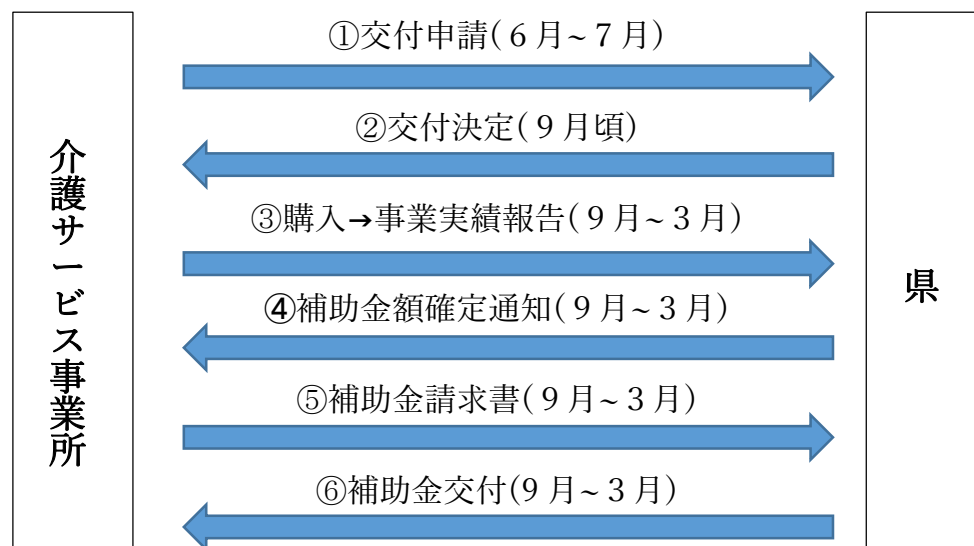 介護サービス事業所
①交付申請(６月~７月)
②交付決定(９月頃)
③購入→事業実績報告(９月~３月)
④補助金額確定通知(９月~３月)
⑤補助金請求書(９月~３月)
⑥補助金交付(９月~３月)
県